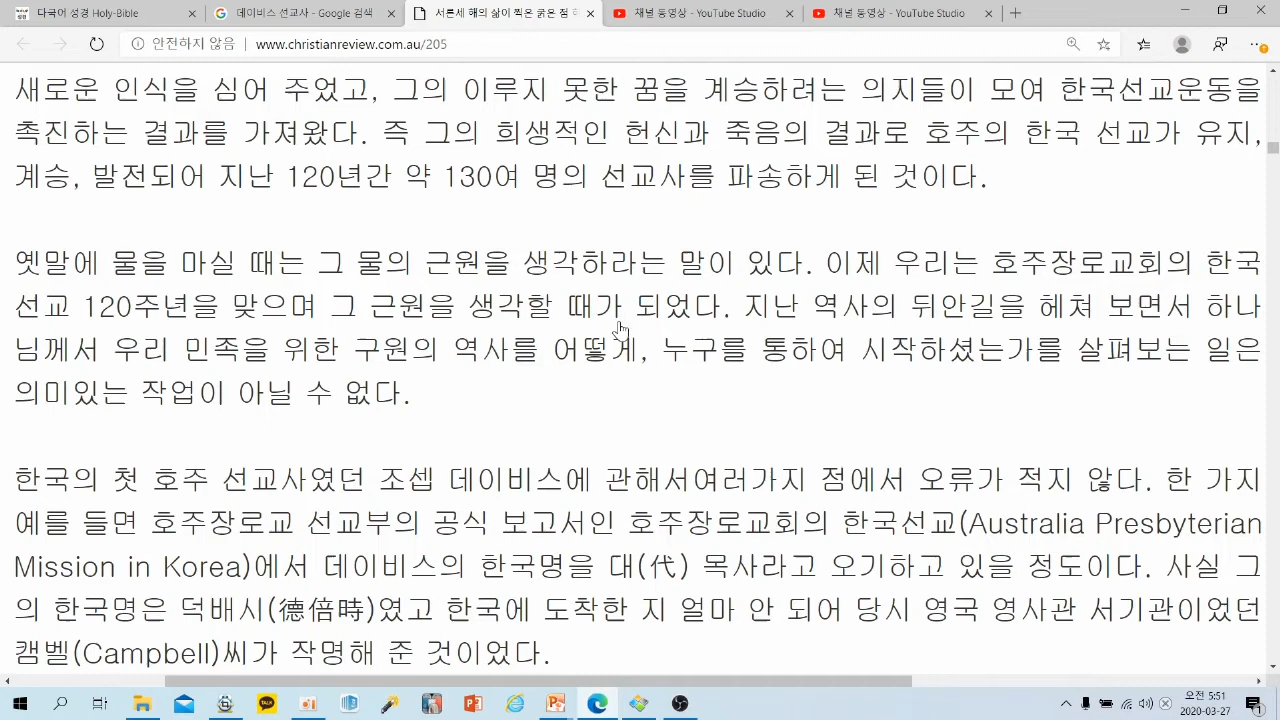 다국어 성경 Holy-Bible
데이비스 선교사 - Google 검색
서른세 해의 삶이 찍은 굵은 점
채널 동영상 - YouTube Studio
채널 동영상 - YouTube Studio
안전하지 않음 | www.christianreview.com.au/205
새로운 인식을 심어 주었고, 그의 이루지 못한 꿈을 계승하려는 의지들이 모여 한국선교운동을
촉진하는 결과를 가져왔다. 즉 그의 희생적인 헌신과 죽음의 결과로 호주의 한국 선교가 유지,
계승, 발전되어 지난 120년간 약 130여 명의 선교사를 파송하게 된 것이다.
옛말에 물을 마실 때는 그 물의 근원을 생각하라는 말이 있다. 이제 우리는 호주장로교회의 한국
선교 120주년을 맞으며 그 근원을 생각할 때가 되었다. 지난 역사의 뒤안길을 헤쳐 보면서 하나
님께서 우리 민족을 위한 구원의 역사를 어떻게, 누구를 통하여 시작하셨는가를 살펴보는 일은
의미있는 작업이 아닐 수 없다.
한국의 첫 호주 선교사였던 조셉 데이비스에 관해서여러가지 점에서 오류가 적지 않다. 한 가지
예를 들면 호주장로교 선교부의 공식 보고서인 호주장로교회의 한국선교(Australia Presbyterian
Mission in Korea)에서 데이비스의 한국명을 대(代) 목사라고 오기하고 있을 정도이다. 사실 그
의 한국명은 덕배시(德倍時)였고 한국에 도착한 지 얼마 안 되어 당시 영국 영사관 서기관이었던
캠벨(Campbell)씨가 작명해 준 것이었다.
오전 5:51
2020-03-27